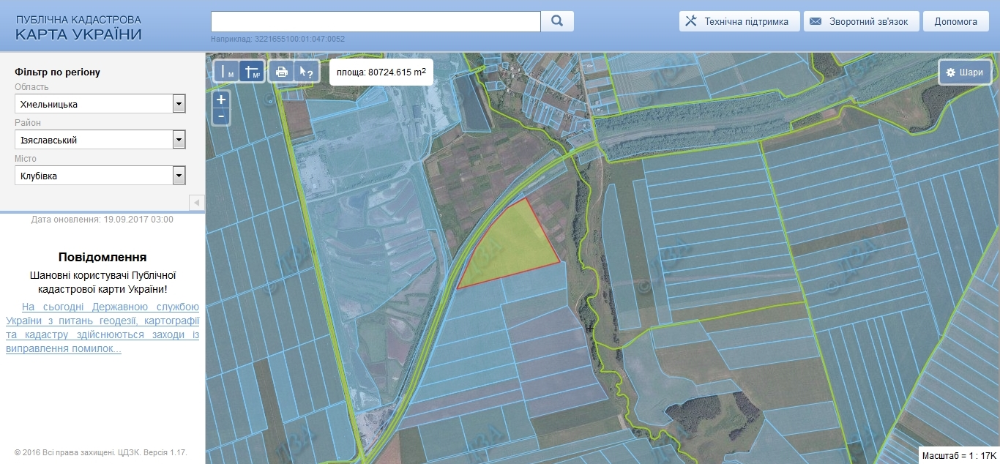 ПУБЛІЧНА КАДАСТРОВА
КАРТА УКРАЇНИ
Наприклад: 3221655100:01:047:0052
Технічна підтримка
Зворотний зв'язок
Допомога
Фільтр по регіону
Область
Хмельницька
Район
Ізяславський
Місто
Клубівка
Дата оновлення: 19.09.2017 03:00
Повідомлення
Шановні користувачі Публічної
кадастрової карти України!
На сьогодні Державною службою
України з питань геодезії, картографії
та кадастру здійснюються заходи із
виправлення помилок...
© 2016 Всі права захищені. ЦДЗК. Версія 1.17.
М
М²
?
площа: 80724.615 m2
+
-
Шари
Масштаб = 1 : 17K